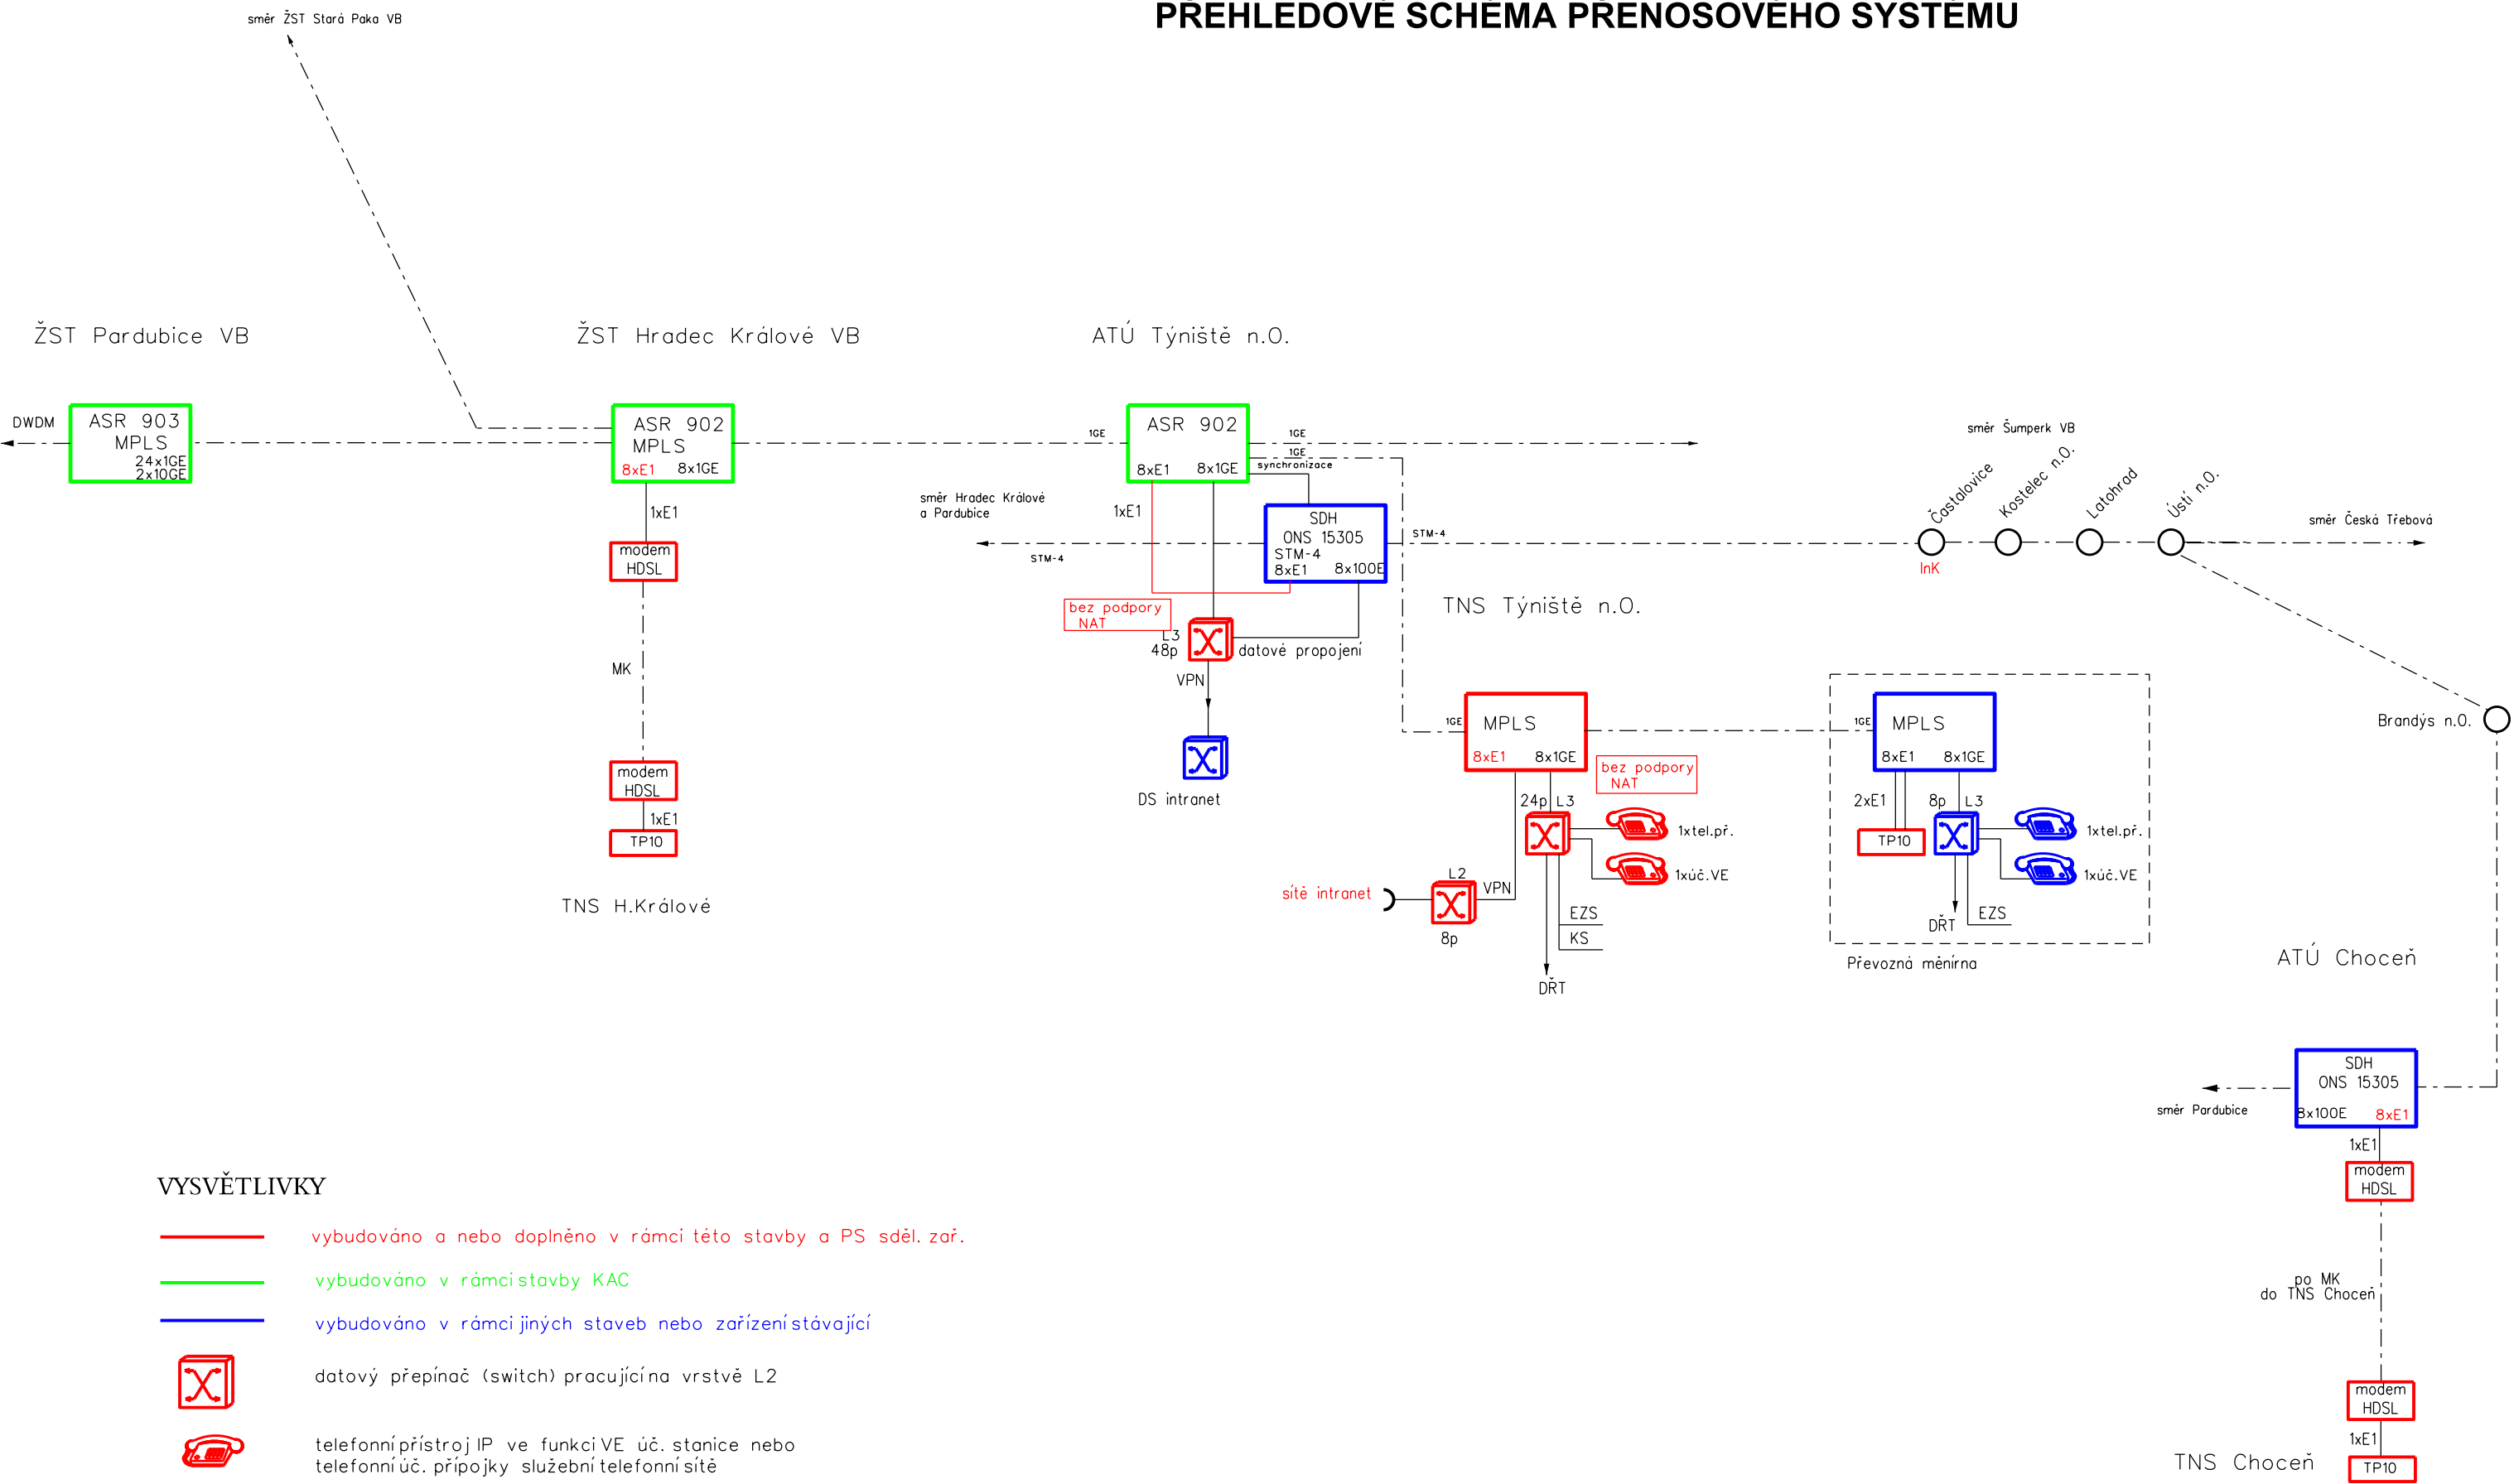 PŘEHLEDOVÉ SCHÉMA PŘENOSOVÉHO SYSTÉMU
směr ŽST Stará Paka VB
ŽST Pardubice VB
ŽST Hradec Králové VB
ATÚ Týniště n.O.
DWDM
ASR 903
MPLS
24x1GE
2x10GE
ASR 902
MPLS
8xE1 8x1GE
1GE
ASR 902
8xE1 8x1GE
1GE
1GE
synchronizace
směr Šumperk VB
1xE1
modem
HDSL
MK
modem
HDSL
1xE1
TP10
TNS H.Králové
směr Hradec Králové
a Pardubice
STM-4
1xE1
SDH
ONS 15305
STM-4
8xE1 8x100E
STM-4
bez podpory
NAT
L3
48p
datové propojení
VPN
DS intranet
Častalovice
Kostelec n.O.
Latohrad
Ústí n.O.
InK
směr Česká Třebová
Brandýs n.O.
TNS Týniště n.O.
1GE
MPLS
8xE1 8x1GE
bez podpory
NAT
24p L3
1xtel.př.
1xúč.VE
L2
VPN
sítě intranet
8p
EZS
KS
DŘT
1GE
MPLS
8xE1 8x1GE
2xE1
8p L3
TP10
1xtel.př.
1xúč.VE
EZS
DŘT
Převozná měnírna
ATÚ Choceň
SDH
ONS 15305
8x100E 8xE1
směr Pardubice
1xE1
modem
HDSL
po MK
do TNS Choceň
modem
HDSL
1xE1
TP10
TNS Choceň
VYSVĚTLIVKY
vybudováno a nebo doplněno v rámci této stavby a PS sděl. zař.
vybudováno v rámci stavby KAC
vybudováno v rámci jiných staveb nebo zařízení stávající
datový přepínač (switch) pracující na vrstvě L2
telefonní přístroj IP ve funkci VE úč. stanice nebo
telefonní úč. přípojky služební telefonní sítě